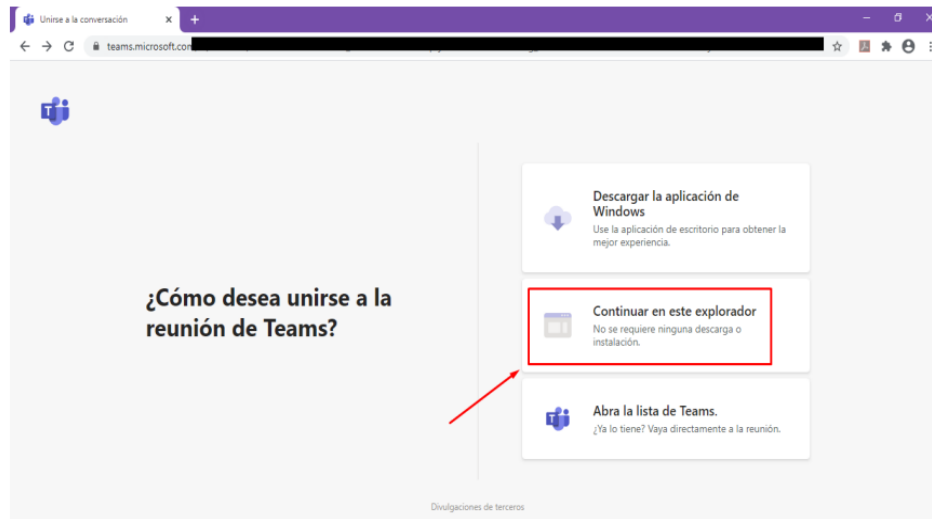 Unirse a la conversación
teams.microsoft.com
¿Cómo desea unirse a la
reunión de Teams?
Descargar la aplicación de
Windows
Use la aplicación de escritorio para obtener la
mejor experiencia.
Continuar en este explorador
No se requiere ninguna descarga o
instalación.
Abra la lista de Teams.
¿Ya lo tiene? Vaya directamente a la reunión.
Divulgaciones de terceros